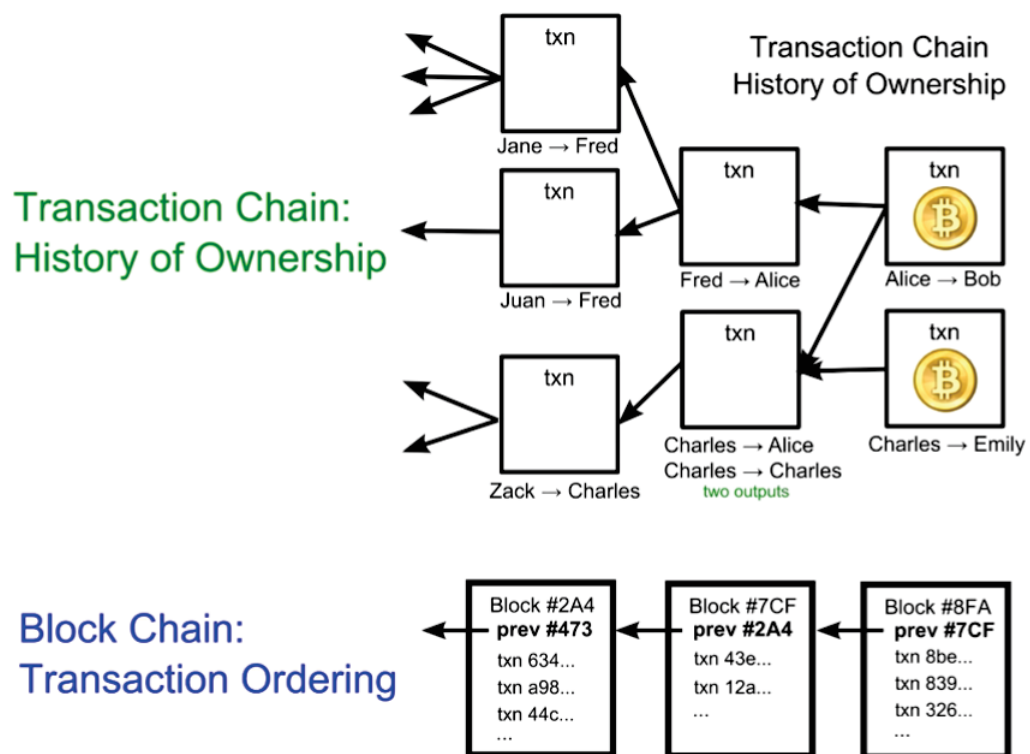 txn
Transaction Chain
History of Ownership
Jane → Fred
Transaction Chain:
History of Ownership
txn
Juan → Fred
txn
Fred → Alice
txn
₿
Alice → Bob
txn
Zack → Charles
txn
Charles → Alice
Charles → Charles
two outputs
txn
₿
Charles → Emily
Block Chain:
Transaction Ordering
Block #2A4
prev #473
txn 634...
txn a98...
txn 44c...
...
Block #7CF
prev #2A4
txn 43e...
txn 12a...
...
Block #8FA
prev #7CF
txn 8be...
txn 839...
txn 326...
...